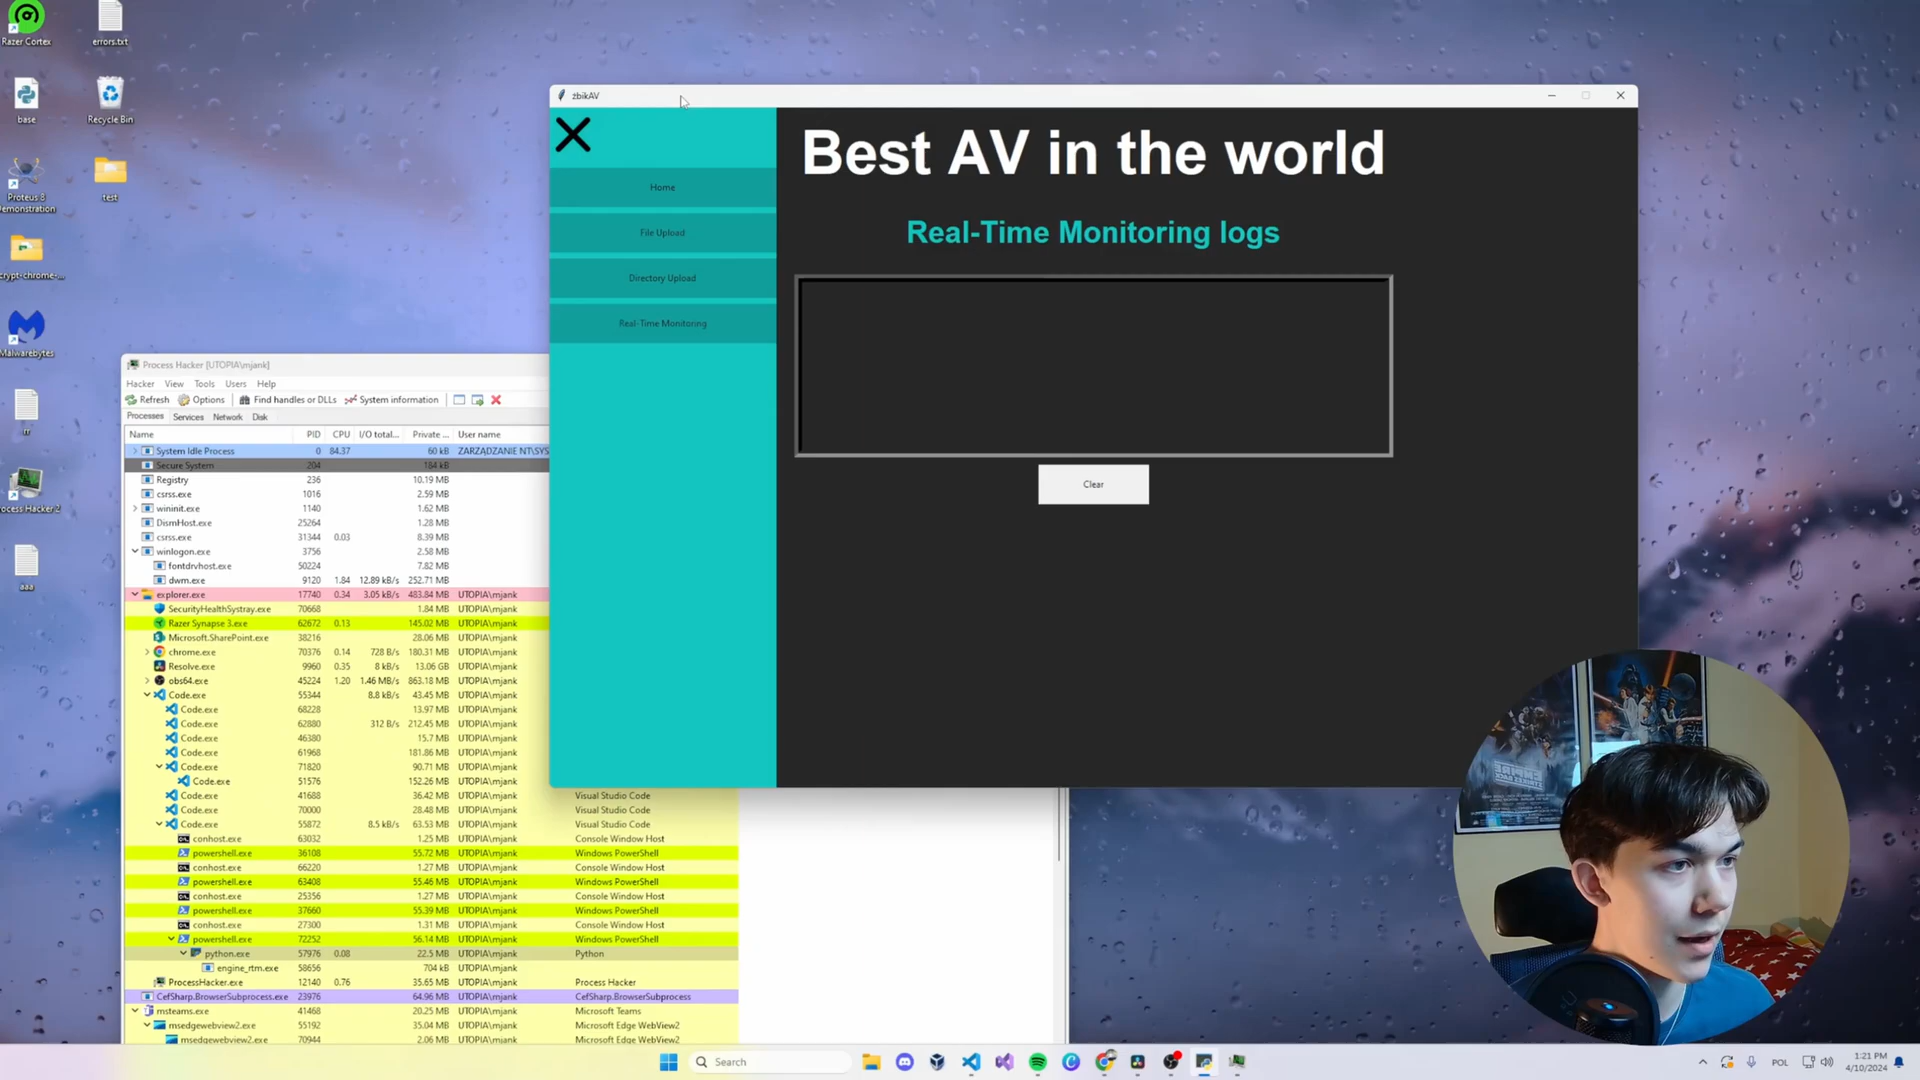 Razer Cortex
errors.txt
base
Recycle Bin
Proteus 8
Demonstration
test
crypt-chrome-...
Malwarebytes
rr
Process Hacker 2
aaa
żbikAV
Best AV in the world
Real-Time Monitoring logs
Home
File Upload
Directory Upload
Real-Time Monitoring
Clear
Process Hacker [UTOPIA\mjank]
Hacker View Tools Users Help
Refresh Options Find handles or DLLs System information
Processes Services Network Disk
Name PID CPU I/O total... Private ... User name
System Idle Process 0 84.37 60 kB ZARZĄDZANIE NT\SYS
Secure System 204 184 kB
Registry 236 10.19 MB
csrss.exe 1016 2.59 MB
wininit.exe 1140 1.62 MB
DismHost.exe 25264 1.28 MB
csrss.exe 31344 0.03 8.39 MB
winlogon.exe 3756 2.58 MB
fontdrvhost.exe 50224 7.82 MB
dwm.exe 9120 1.84 12.89 kB/s 252.71 MB
explorer.exe 17740 0.34 3.05 kB/s 483.84 MB UTOPIA\mjank
SecurityHealthSystray.exe 70668 1.84 MB UTOPIA\mjank
Razer Synapse 3.exe 62672 0.13 145.02 MB UTOPIA\mjank
Microsoft.SharePoint.exe 38216 28.06 MB UTOPIA\mjank
chrome.exe 70376 0.14 728 B/s 180.31 MB UTOPIA\mjank
Resolve.exe 9960 0.35 8 kB/s 13.06 GB UTOPIA\mjank
obs64.exe 45224 1.20 1.46 MB/s 863.18 MB UTOPIA\mjank
Code.exe 55344 8.8 kB/s 43.45 MB UTOPIA\mjank
Code.exe 68228 13.97 MB UTOPIA\mjank
Code.exe 62880 312 B/s 212.45 MB UTOPIA\mjank
Code.exe 46380 15.7 MB UTOPIA\mjank
Code.exe 61968 181.86 MB UTOPIA\mjank
Code.exe 71820 90.71 MB UTOPIA\mjank
Code.exe 51576 152.26 MB UTOPIA\mjank
Code.exe 41688 36.42 MB UTOPIA\mjank Visual Studio Code
Code.exe 70000 28.48 MB UTOPIA\mjank Visual Studio Code
Code.exe 55872 8.5 kB/s 63.53 MB UTOPIA\mjank Visual Studio Code
conhost.exe 63032 1.25 MB UTOPIA\mjank Console Window Host
powershell.exe 36108 55.72 MB UTOPIA\mjank Windows PowerShell
conhost.exe 66220 1.27 MB UTOPIA\mjank Console Window Host
powershell.exe 63408 55.46 MB UTOPIA\mjank Windows PowerShell
conhost.exe 25356 1.27 MB UTOPIA\mjank Console Window Host
powershell.exe 37660 55.39 MB UTOPIA\mjank Windows PowerShell
conhost.exe 27300 1.31 MB UTOPIA\mjank Console Window Host
powershell.exe 72252 56.14 MB UTOPIA\mjank Windows PowerShell
python.exe 57976 0.08 22.5 MB UTOPIA\mjank Python
engine_rtm.exe 58656 704 kB UTOPIA\mjank
ProcessHacker.exe 12140 0.76 35.65 MB UTOPIA\mjank Process Hacker
CefSharp.BrowserSubprocess.exe 23976 64.96 MB UTOPIA\mjank CefSharp.BrowserSubprocess
msteams.exe 41468 20.25 MB UTOPIA\mjank Microsoft Teams
msedgewebview2.exe 55192 35.04 MB UTOPIA\mjank Microsoft Edge WebView2
msedgewebview2.exe 70944 2.06 MB UTOPIA\mjank Microsoft Edge WebView2
Search
POL
1:21 PM
4/10/2024